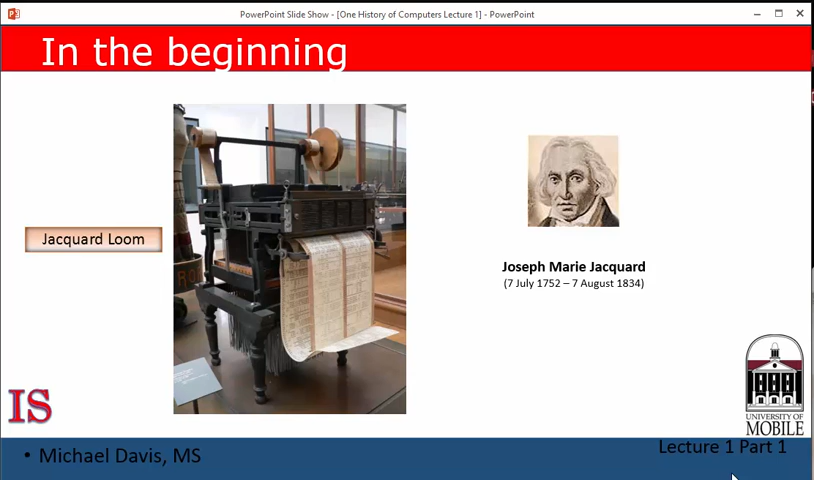 PowerPoint Slide Show - [One History of Computers Lecture 1] - PowerPoint
In the beginning
Jacquard Loom
Joseph Marie Jacquard
(7 July 1752 – 7 August 1834)
IS
UNIVERSITY OF
MOBILE
• Michael Davis, MS
Lecture 1 Part 1